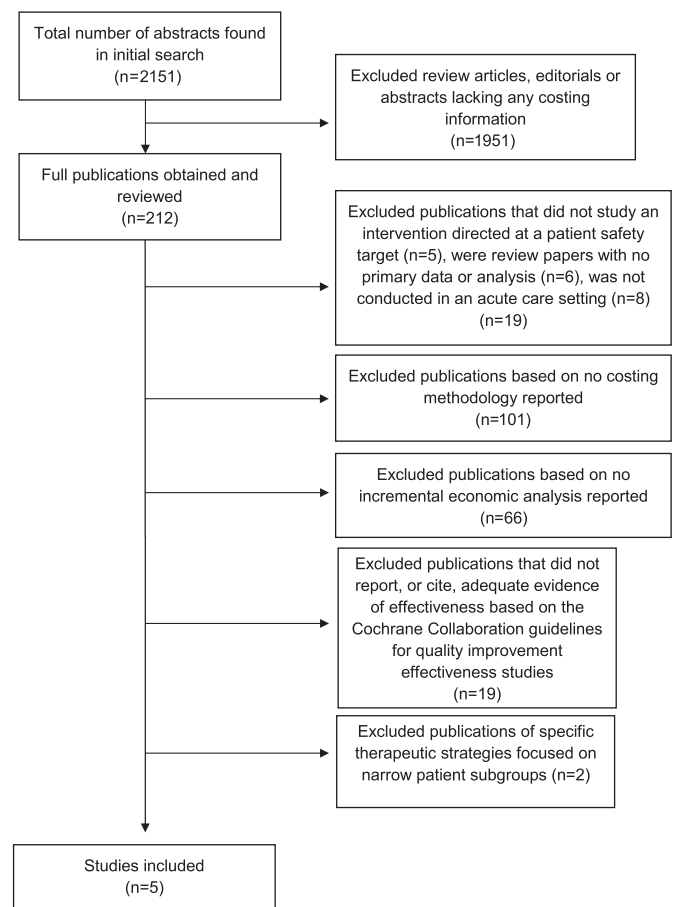 Total number of abstracts found
in initial search
(n=2151)
Excluded review articles, editorials or
abstracts lacking any costing
information
(n=1951)
Full publications obtained and
reviewed
(n=212)
Excluded publications that did not study an
intervention directed at a patient safety
target (n=5), were review papers with no
primary data or analysis (n=6), was not
conducted in an acute care setting (n=8)
(n=19)
Excluded publications based on no costing
methodology reported
(n=101)
Excluded publications based on no
incremental economic analysis reported
(n=66)
Excluded publications that did not
report, or cite, adequate evidence
of effectiveness based on the
Cochrane Collaboration guidelines
for quality improvement
effectiveness studies
(n=19)
Excluded publications of specific
therapeutic strategies focused on
narrow patient subgroups (n=2)
Studies included
(n=5)